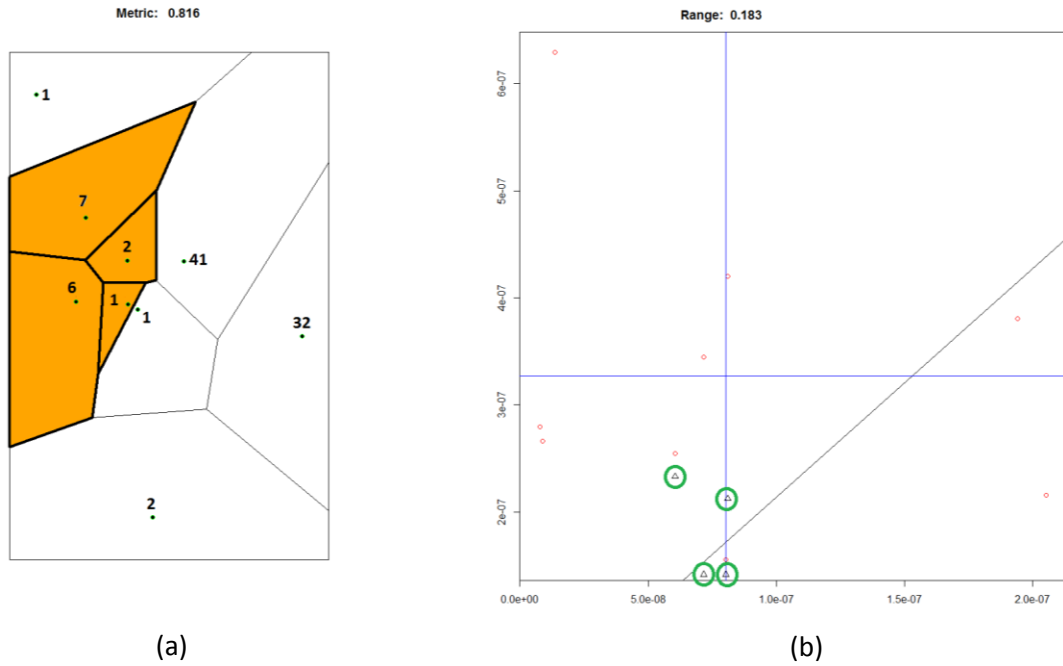 Metric: 0.816
1
7
2
41
6
1
1
32
2
(a)
Range: 0.183
6e-07
5e-07
4e-07
3e-07
2e-07
0.0e+00 5.0e-08 1.0e-07 1.5e-07 2.0e-07
(b)